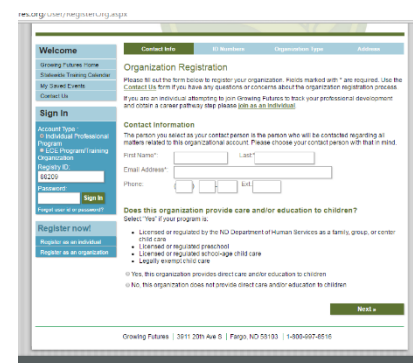 res.org/User/RegisterOrg.aspx
Contact Info
ID Numbers
Organization Type
Address
Welcome
Growing Futures Home
Statewide Training Calendar
My Saved Events
Contact Us
Sign In
Account Type:
Individual Professional
Program
ECE Program/Training
Organization
Registry ID:
88209
Password:
Sign In
Forgot user id or password?
Register now!
Register as an individual
Register as an organization
Organization Registration
Please fill out the form below to register your organization. Fields marked with * are required. Use the
Contact Us form if you have any questions or concerns about the organization registration process
If you are an individual attempting to join Growing Futures to track your professional development
and obtain a career pathway step please join as an individual
Contact Information
The person you select as your contact person is the person who will be contacted regarding all
matters related to this organizational account. Please choose your contact person with that in mind.
First Name*:
Last:*
Email Address*:
Phone:
( ) -
Ext:
Does this organization provide care and/or education to children?
Select "Yes" if your program is:
• Licensed or regulated by the ND Department of Human Services as a family, group, or center
child care
• Licensed or regulated preschool
• Licensed or regulated school-age child care
• Legally exempt child care
Yes, this organization provides direct care and/or education to children
No, this organization does not provide direct care and/or education to children
Next »
Growing Futures | 3911 20th Ave S | Fargo, ND 58103 | 1-800-997-8516